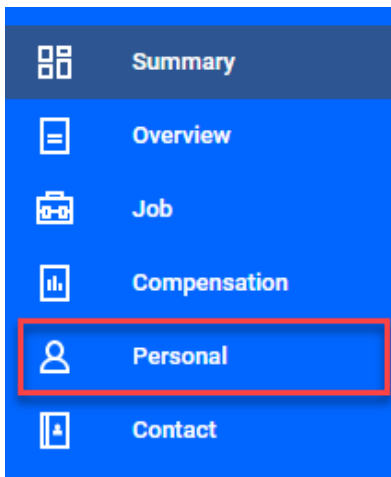 Summary
Overview
Job
Compensation
Personal
Contact